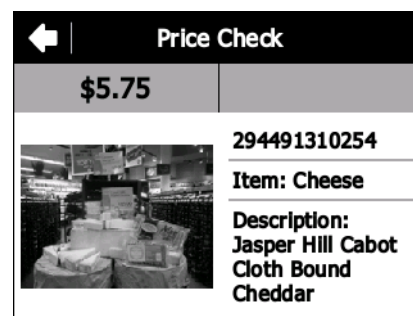 Price Check
$5.75
294491310254
Item: Cheese
Description:
Jasper Hill Cabot
Cloth Bound
Cheddar